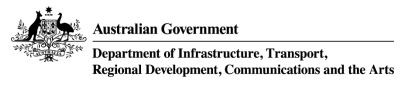 Australian Government
Department of Infrastructure, Transport,
Regional Development, Communications and the Arts